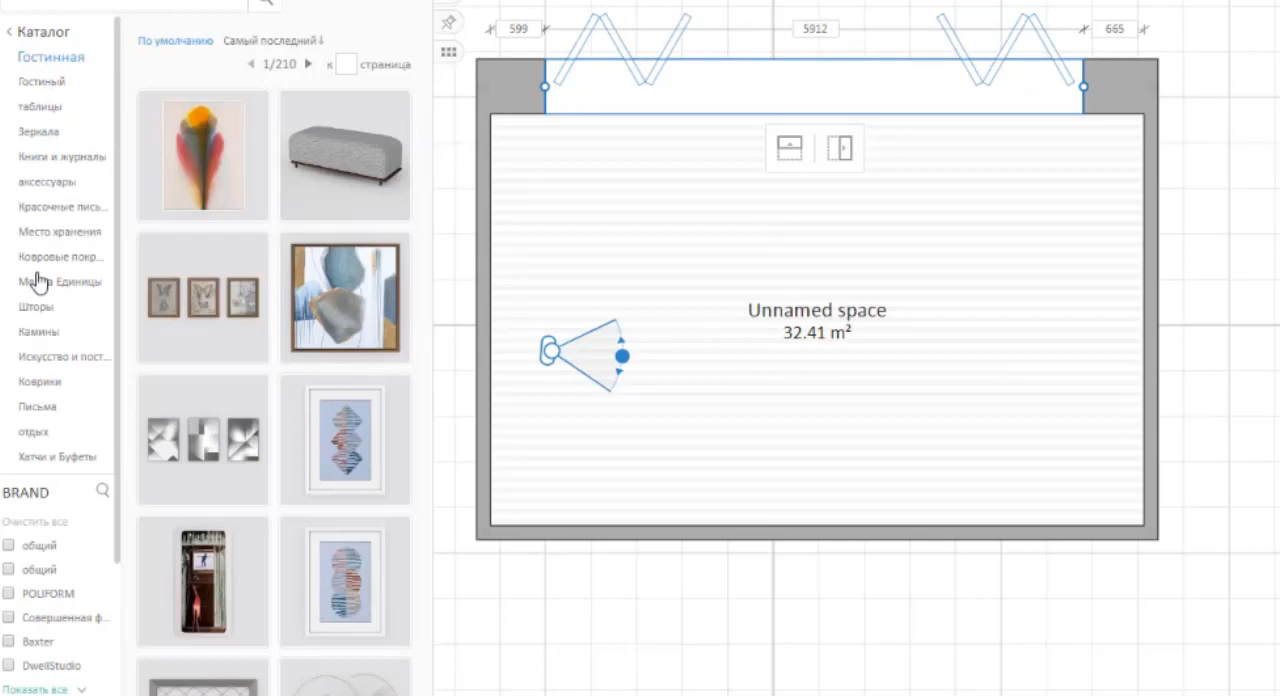 Каталог
Гостинная
Гостиный
таблицы
Зеркала
Книги и журналы
аксессуары
Красочные пись...
Место хранения
Ковровые покр...
Единицы
Шторы
Камины
Искусство и пост...
Коврики
Письма
отдых
Хатчи и Буфеты
BRAND
Очистить все
общий
общий
POLIFORM
Совершенная ф...
Baxter
DwellStudio
Показать все
По умолчанию Самый последний↓
1/210 к страница
599 5912 665
Unnamed space
32.41 m²